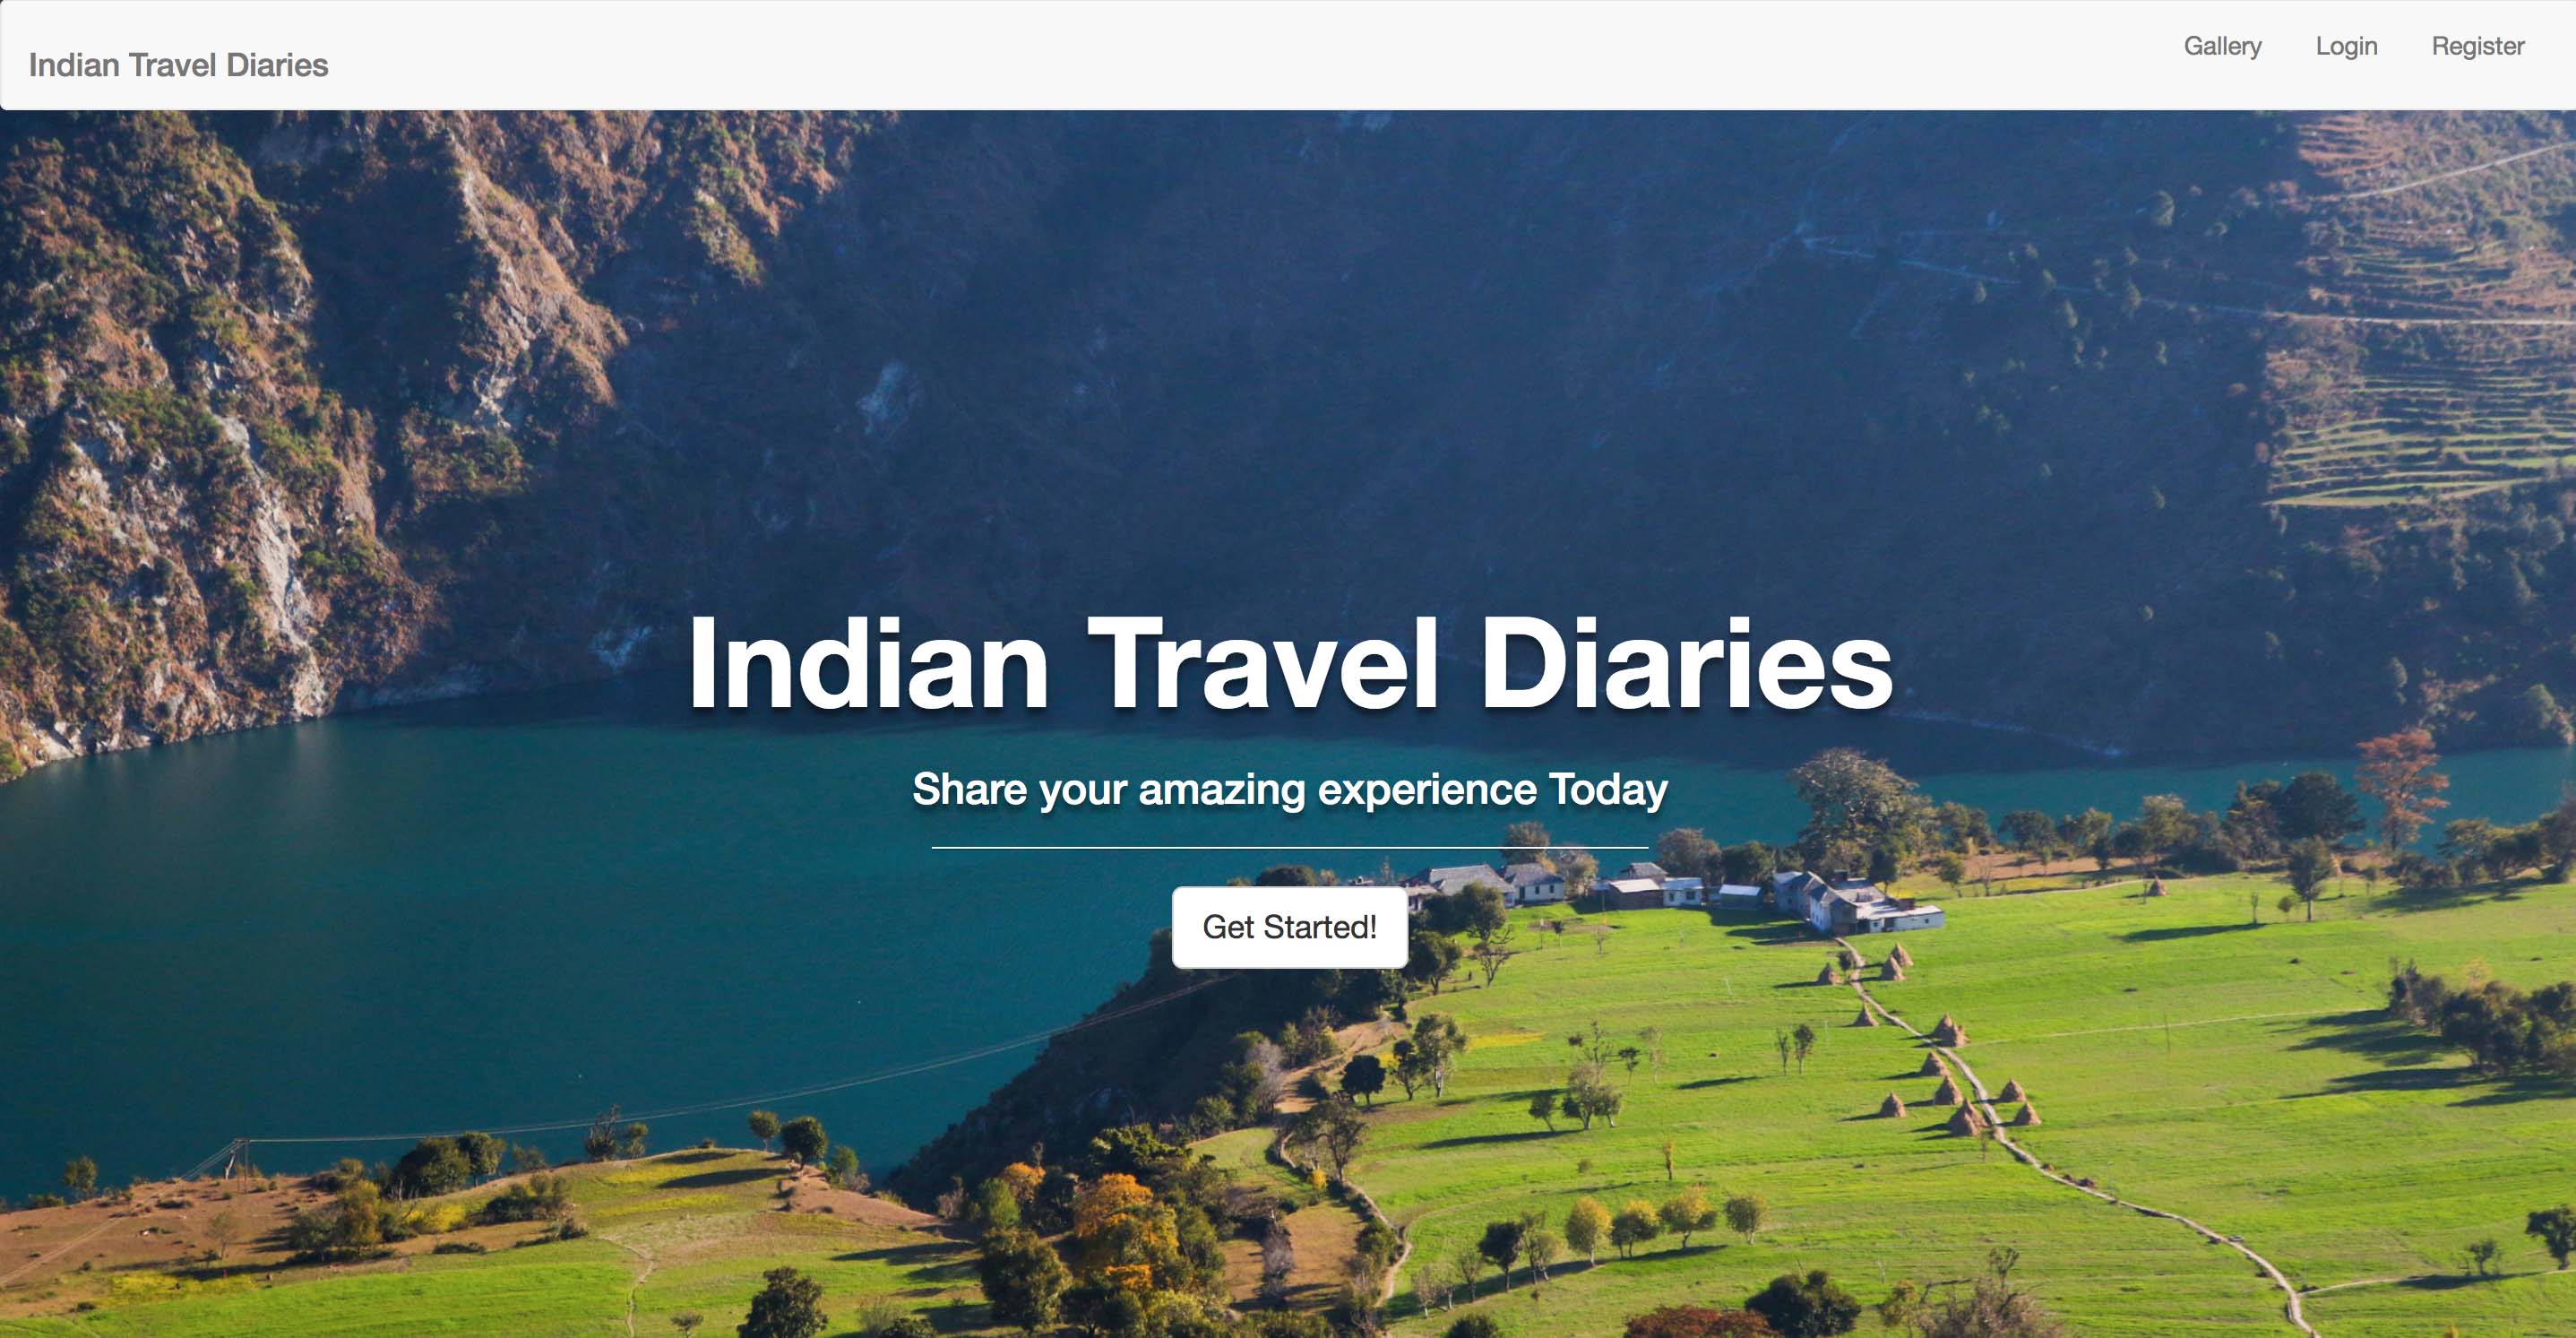 Indian Travel Diaries
Gallery Login Register
Indian Travel Diaries
Share your amazing experience Today
Get Started!